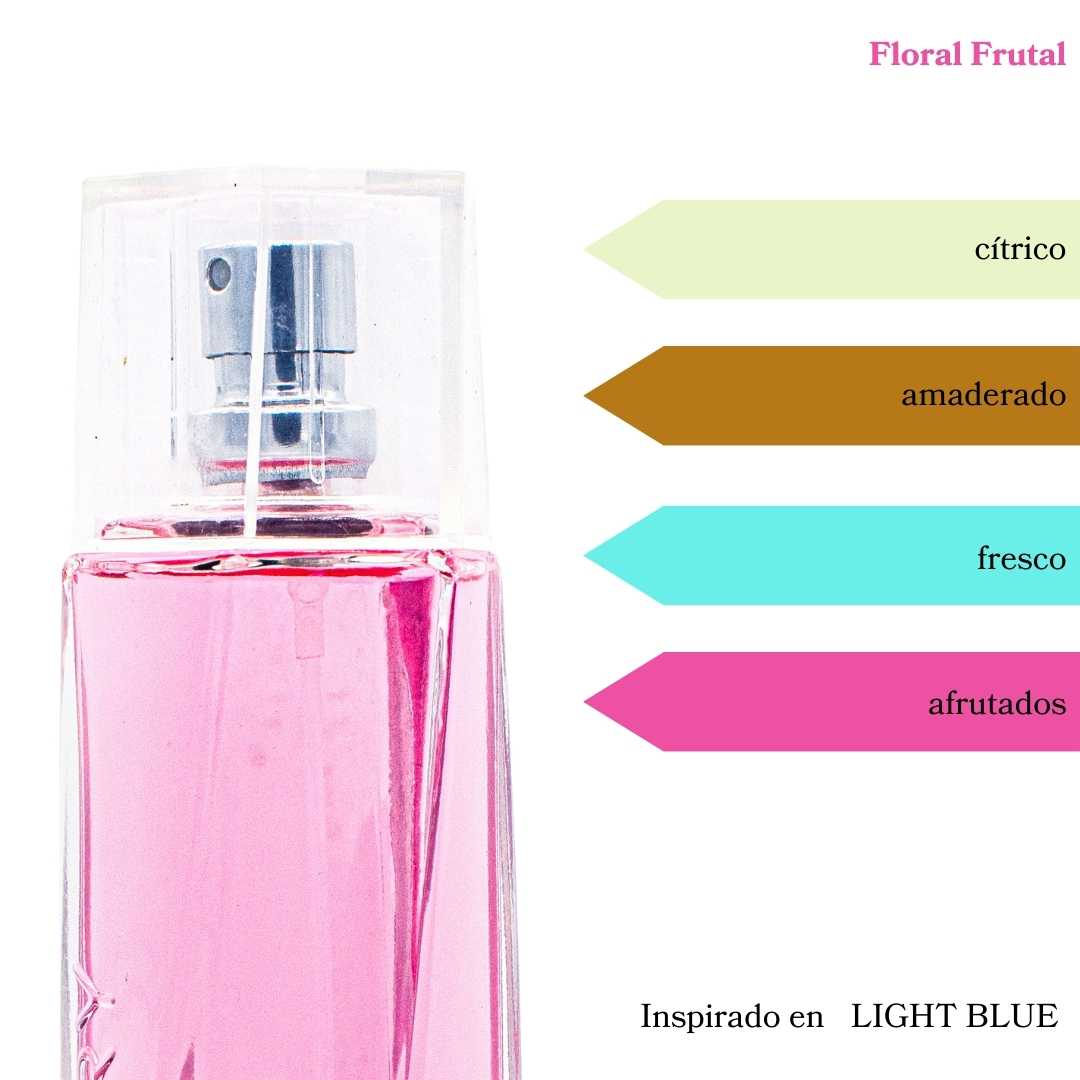 Floral Frutal
cítrico
amaderado
fresco
afrutados
Inspirado en LIGHT BLUE